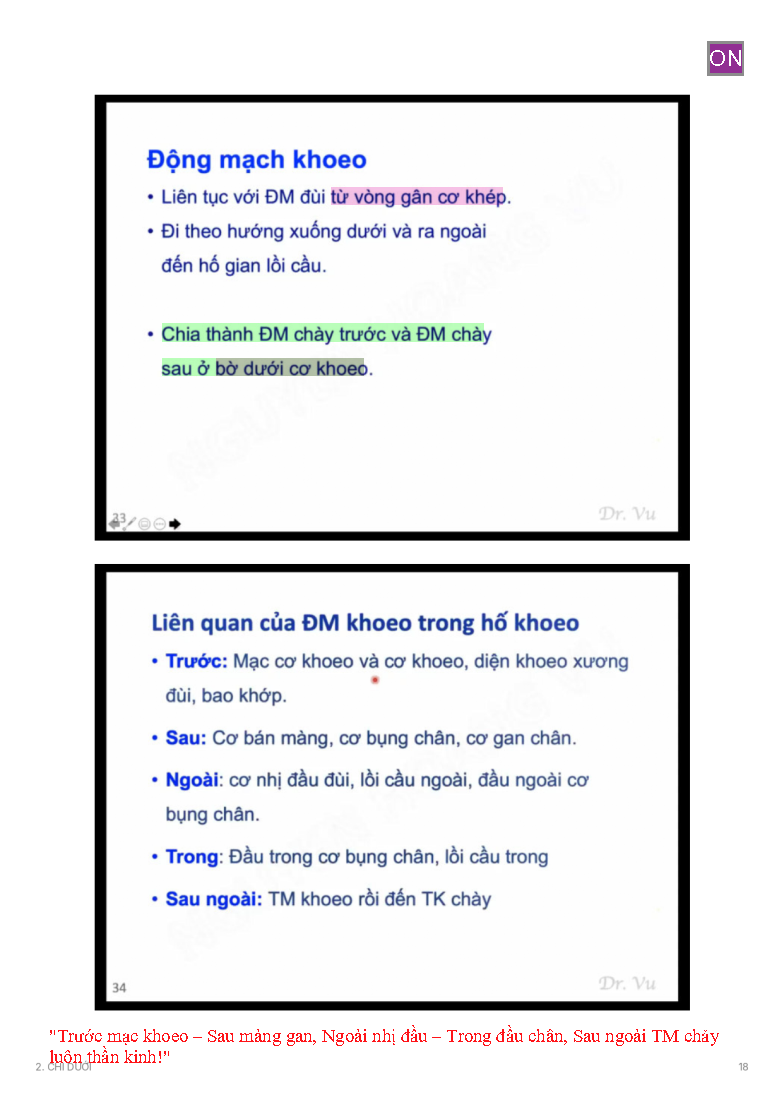 ON
Động mạch khoeo
• Liên tục với ĐM đùi từ vòng gân cơ khép.
• Đi theo hướng xuống dưới và ra ngoài
đến hố gian lồi cầu.
• Chia thành ĐM chày trước và ĐM chày
sau ở bờ dưới cơ khoeo.
33
Dr. Vu
Liên quan của ĐM khoeo trong hố khoeo
• Trước: Mạc cơ khoeo và cơ khoeo, diện khoeo xương
đùi, bao khớp.
• Sau: Cơ bán màng, cơ bụng chân, cơ gan chân.
• Ngoài: cơ nhị đầu đùi, lồi cầu ngoài, đầu ngoài cơ
bụng chân.
• Trong: Đầu trong cơ bụng chân, lồi cầu trong
• Sau ngoài: TM khoeo rồi đến TK chày
34
Dr. Vu
"Trước mạc khoeo – Sau màng gan, Ngoài nhị đầu – Trong đầu chân, Sau ngoài TM chảy
luôn thần kinh!"
2. CHI DƯỚI
18